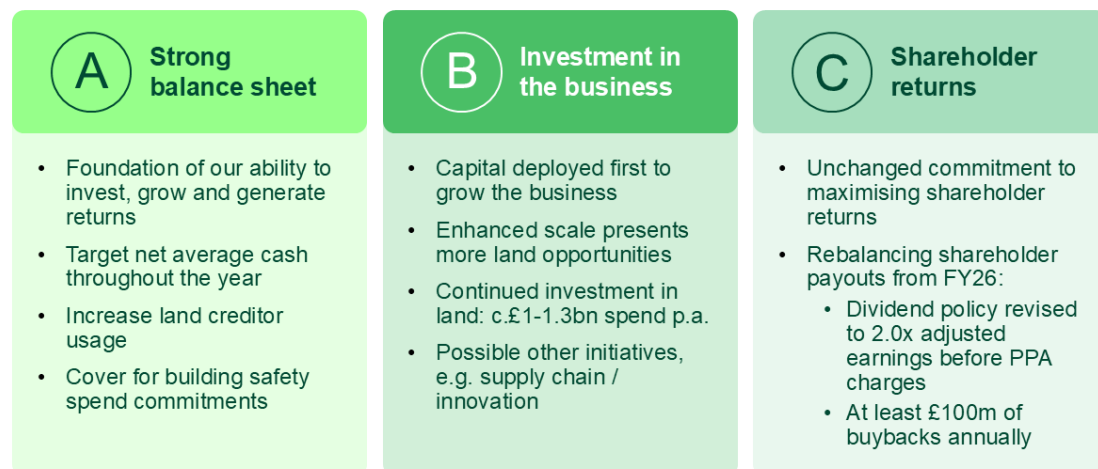 A
Strong
balance sheet
• Foundation of our ability to
invest, grow and generate
returns
• Target net average cash
throughout the year
• Increase land creditor
usage
• Cover for building safety
spend commitments
B
Investment in
the business
• Capital deployed first to
grow the business
• Enhanced scale presents
more land opportunities
• Continued investment in
land: c.£1-1.3bn spend p.a.
• Possible other initiatives,
e.g. supply chain /
innovation
C
Shareholder
returns
• Unchanged commitment to
maximising shareholder
returns
• Rebalancing shareholder
payouts from FY26:
• Dividend policy revised
to 2.0x adjusted
earnings before PPA
charges
• At least £100m of
buybacks annually